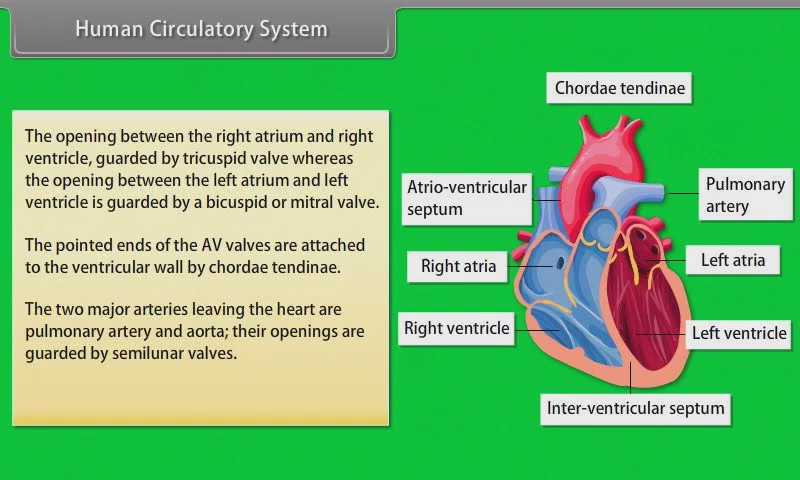 Human Circulatory System
The opening between the right atrium and right
ventricle, guarded by tricuspid valve whereas
the opening between the left atrium and left
ventricle is guarded by a bicuspid or mitral valve.
The pointed ends of the AV valves are attached
to the ventricular wall by chordae tendinae.
The two major arteries leaving the heart are
pulmonary artery and aorta; their openings are
guarded by semilunar valves.
Chordae tendinae
Atrio-ventricular
septum
Pulmonary
artery
Right atria
Left atria
Right ventricle
Left ventricle
Inter-ventricular septum